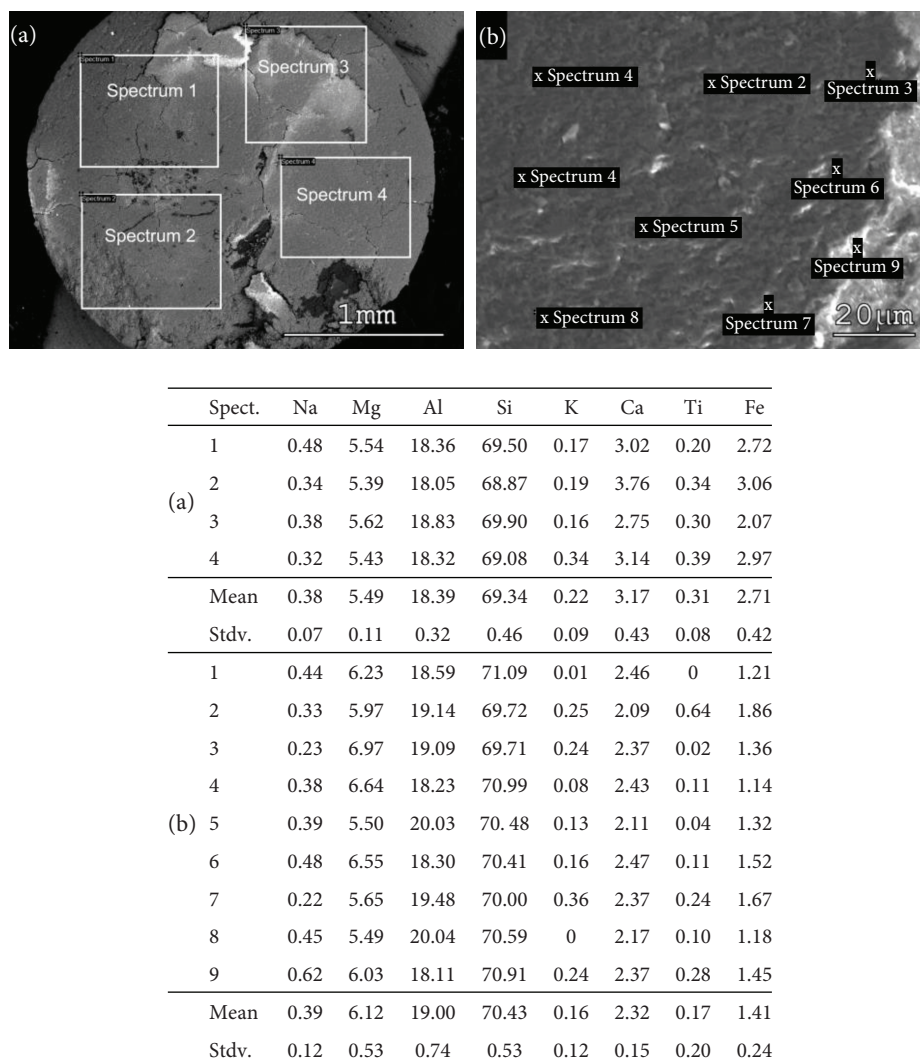 (a)
Spectrum 1
Spectrum 1
Spectrum 3
Spectrum 3
Spectrum 4
Spectrum 4
Spectrum 2
Spectrum 2
1mm
(b)
x Spectrum 4
x Spectrum 2
x
Spectrum 3
x Spectrum 4
x
Spectrum 6
x Spectrum 5
x
Spectrum 9
x Spectrum 8
x
Spectrum 7
20μm
Spect. Na Mg Al Si K Ca Ti Fe
(a)
1 0.48 5.54 18.36 69.50 0.17 3.02 0.20 2.72
2 0.34 5.39 18.05 68.87 0.19 3.76 0.34 3.06
3 0.38 5.62 18.83 69.90 0.16 2.75 0.30 2.07
4 0.32 5.43 18.32 69.08 0.34 3.14 0.39 2.97
Mean 0.38 5.49 18.39 69.34 0.22 3.17 0.31 2.71
Stdv. 0.07 0.11 0.32 0.46 0.09 0.43 0.08 0.42
1 0.44 6.23 18.59 71.09 0.01 2.46 0 1.21
2 0.33 5.97 19.14 69.72 0.25 2.09 0.64 1.86
3 0.23 6.97 19.09 69.71 0.24 2.37 0.02 1.36
4 0.38 6.64 18.23 70.99 0.08 2.43 0.11 1.14
(b) 5 0.39 5.50 20.03 70. 48 0.13 2.11 0.04 1.32
6 0.48 6.55 18.30 70.41 0.16 2.47 0.11 1.52
7 0.22 5.65 19.48 70.00 0.36 2.37 0.24 1.67
8 0.45 5.49 20.04 70.59 0 2.17 0.10 1.18
9 0.62 6.03 18.11 70.91 0.24 2.37 0.28 1.45
Mean 0.39 6.12 19.00 70.43 0.16 2.32 0.17 1.41
Stdv. 0.12 0.53 0.74 0.53 0.12 0.15 0.20 0.24